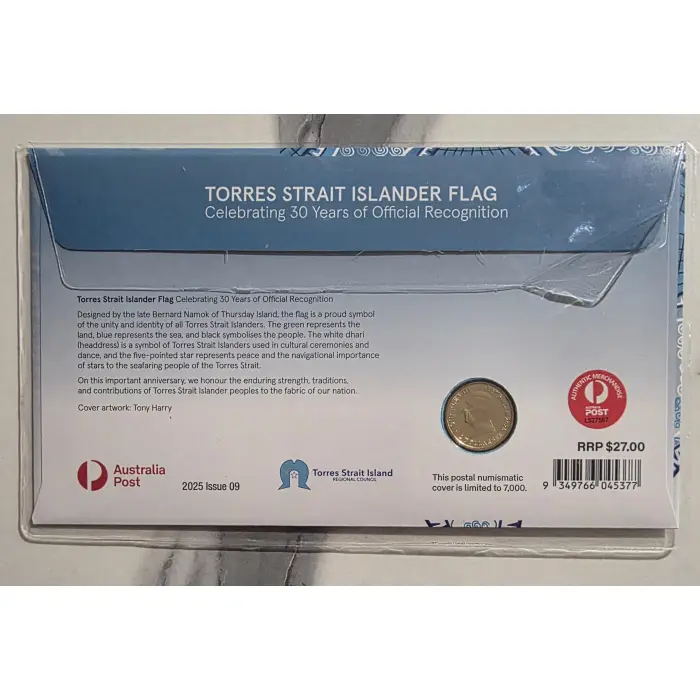 TORRES STRAIT ISLANDER FLAG
Celebrating 30 Years of Official Recognition
Torres Strait Islander Flag Celebrating 30 Years of Official Recognition
Designed by the late Bernard Namok of Thursday Island, the flag is a proud symbol
of the unity and identity of all Torres Strait Islanders. The green represents the
land, blue represents the sea, and black symbolises the people. The white dhari
(headdress) is a symbol of Torres Strait Islanders used in cultural ceremonies and
dance, and the five-pointed star represents peace and the navigational importance
of stars to the seafaring people of the Torres Strait.
On this important anniversary, we honour the enduring strength, traditions,
and contributions of Torres Strait Islander peoples to the fabric of our nation.
Cover artwork: Tony Harry
AUTHENTIC MERCHANDISE
POST
RRP $27.00
Australia
Post
2025 Issue 09
Torres Strait Island
REGIONAL COUNCIL
This postal numismatic
cover is limited to 7,000.
9 349766 045377